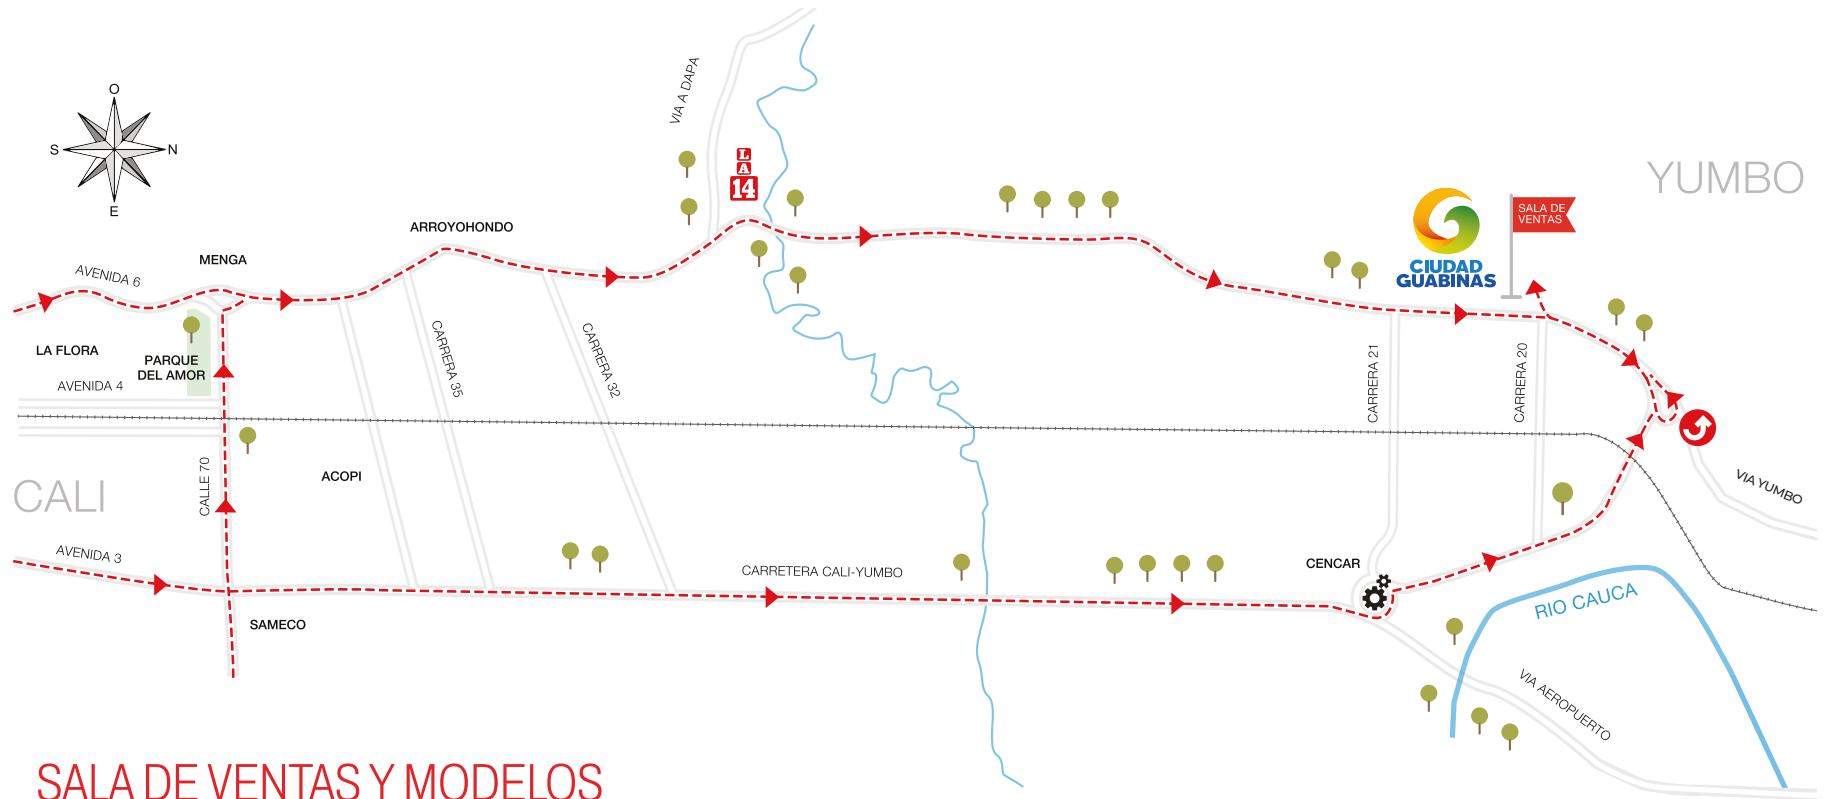 O
S
N
E
VIA A DAPA
LA
14
YUMBO
SALA DE
VENTAS
CIUDAD
GUABINAS
ARROYOHONDO
MENGA
AVENIDA 6
LA FLORA
PARQUE
DEL AMOR
AVENIDA 4
CARRERA 35
CARRERA 32
CARRERA 21
CARRERA 20
CALI
CALLE 70
ACOPI
VIA YUMBO
AVENIDA 3
CARRETERA CALI-YUMBO
CENCAR
RIO CAUCA
SAMECO
VIA AEROPUERTO
SALA DE VENTAS Y MODELOS